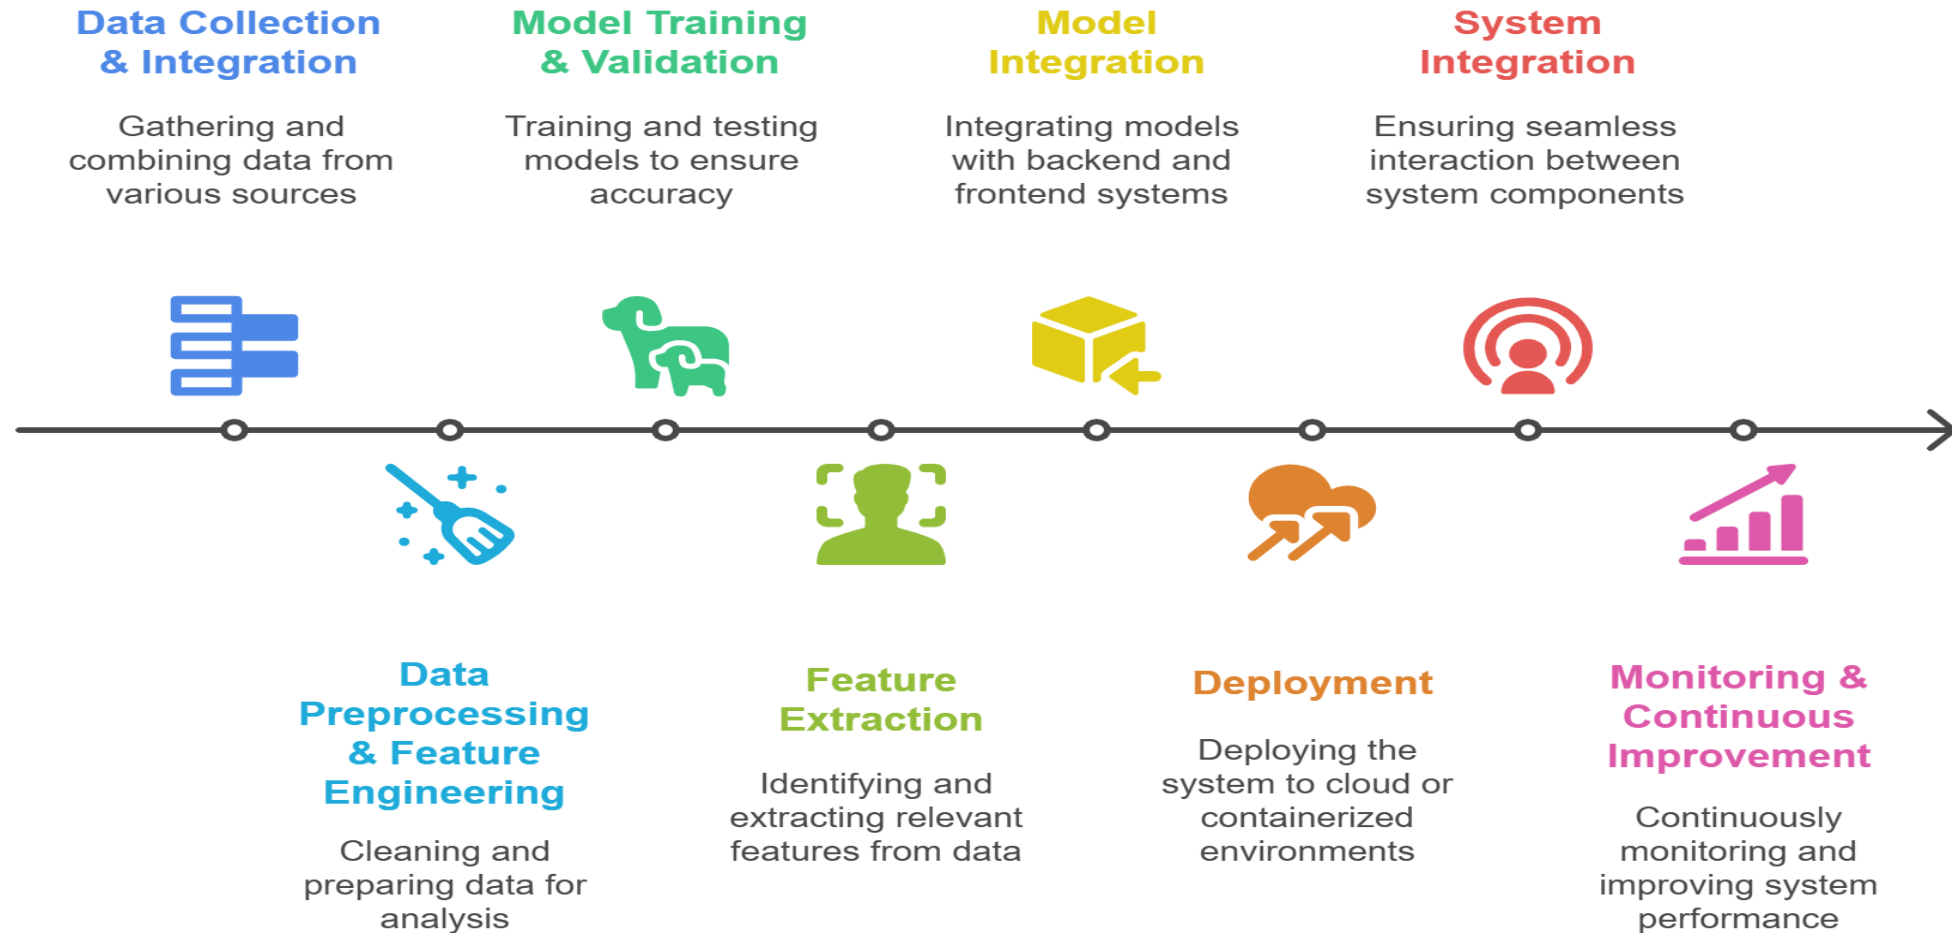 Data Collection
& Integration
Gathering and
combining data from
various sources
Model Training
& Validation
Training and testing
models to ensure
accuracy
Model
Integration
Integrating models
with backend and
frontend systems
System
Integration
Ensuring seamless
interaction between
system components
Data
Preprocessing
& Feature
Engineering
Cleaning and
preparing data for
analysis
Feature
Extraction
Identifying and
extracting relevant
features from data
Deployment
Deploying the
system to cloud or
containerized
environments
Monitoring &
Continuous
Improvement
Continuously
monitoring and
improving system
performance